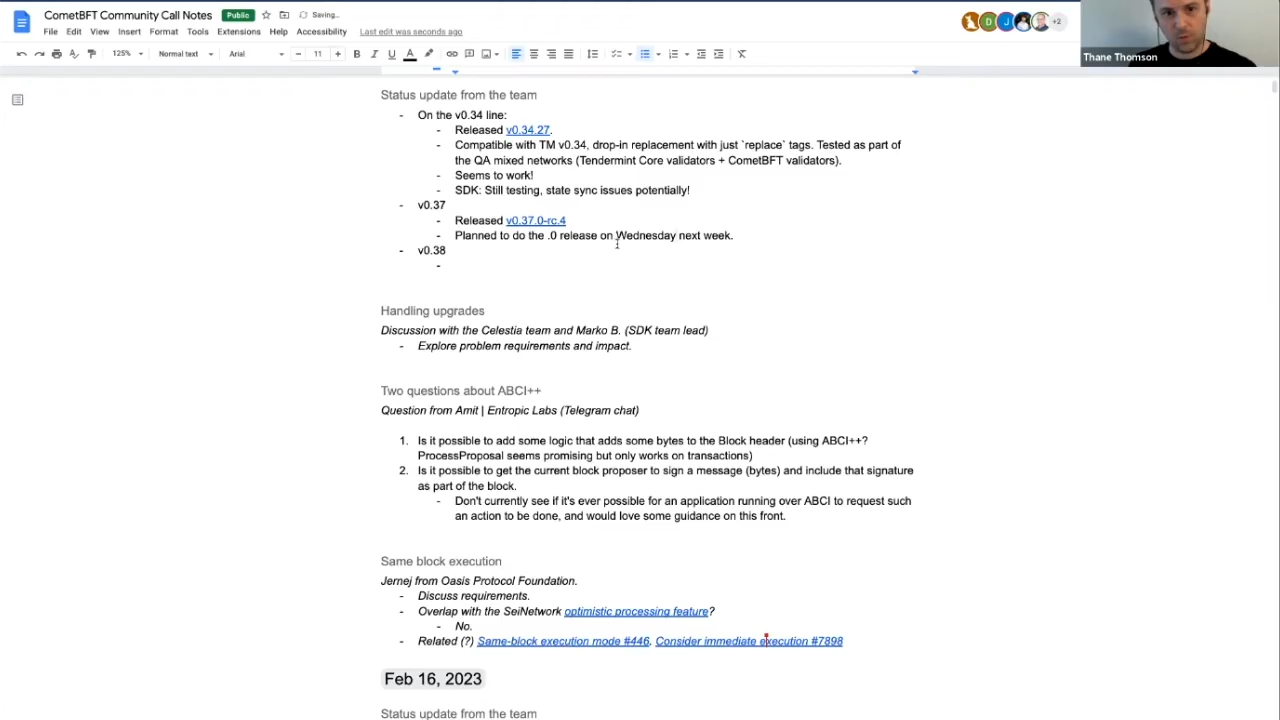 CometBFT Community Call Notes Public Saving...
File Edit View Insert Format Tools Extensions Help Accessibility Last edit was seconds ago
+2
Thane Thomson
125% Normal text Arial 11
Status update from the team
- On the v0.34 line:
- Released v0.34.27.
- Compatible with TM v0.34, drop-in replacement with just `replace` tags. Tested as part of
the QA mixed networks (Tendermint Core validators + CometBFT validators).
- Seems to work!
- SDK: Still testing, state sync issues potentially!
- v0.37
- Released v0.37.0-rc.4
- Planned to do the .0 release on Wednesday next week.
- v0.38
-
Handling upgrades
Discussion with the Celestia team and Marko B. (SDK team lead)
- Explore problem requirements and impact.
Two questions about ABCI++
Question from Amit | Entropic Labs (Telegram chat)
1. Is it possible to add some logic that adds some bytes to the Block header (using ABCI++?
ProcessProposal seems promising but only works on transactions)
2. Is it possible to get the current block proposer to sign a message (bytes) and include that signature
as part of the block.
- Don't currently see if it's ever possible for an application running over ABCI to request such
an action to be done, and would love some guidance on this front.
Same block execution
Jernej from Oasis Protocol Foundation.
- Discuss requirements.
- Overlap with the SeiNetwork optimistic processing feature?
- No.
- Related (?) Same-block execution mode #446. Consider immediate execution #7898
Feb 16, 2023
Status update from the team